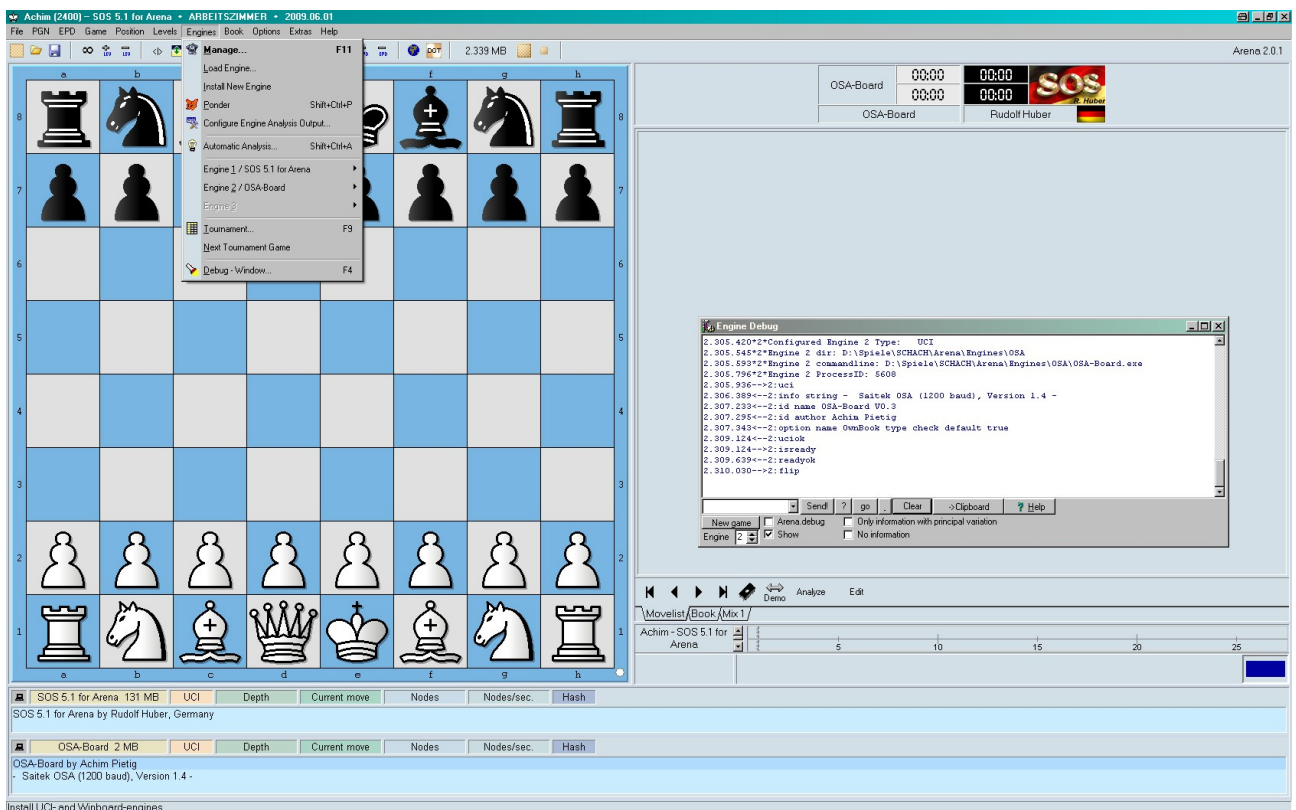 Achim (2400) – SOS 5.1 for Arena • ARBEITSZIMMER • 2009.06.01
File PGN EPD Game Position Levels Engines Book Options Extras Help
2.339 MB
Arena 2.0.1
Manage... F11
Load Engine...
Install New Engine
Ponder Shift+Ctrl+P
Configure Engine Analysis Output...
Automatic Analysis... Shift+Ctrl+A
Engine 1 / SOS 5.1 for Arena
Engine 2 / OSA-Board
Engine 3
Tournament... F9
Next Tournament Game
Debug - Window... F4
a b f g h
8 8
7 7
6 6
5 5
4 4
3 3
2 2
1 1
a b c d e f g h
OSA-Board 00:00 00:00 SOS
00:00 00:00 R. Huber
OSA-Board Rudolf Huber
Engine Debug
2.305.420*2*Configured Engine 2 Type: UCI
2.305.545*2*Engine 2 dir: D:\Spiele\SCHACH\Arena\Engines\OSA
2.305.593*2*Engine 2 commandline: D:\Spiele\SCHACH\Arena\Engines\OSA\OSA-Board.exe
2.305.796*2*Engine 2 ProcessID: 5608
2.305.936-->2:uci
2.306.389<--2:info string - Saitek OSA (1200 baud), Version 1.4 -
2.307.233<--2:id name OSA-Board V0.3
2.307.295<--2:id author Achim Pietig
2.307.343<--2:option name OwnBook type check default true
2.309.124<--2:uciok
2.309.124-->2:isready
2.309.639<--2:readyok
2.310.030-->2:flip
Send! ? go . Clear ->Clipboard ? Help
New game Arena.debug Only information with principal variation
Engine 2 Show No information
Demo Analyze Edit
Movelist Book Mix 1
Achim - SOS 5.1 for
Arena
5 10 15 20 25
SOS 5.1 for Arena 131 MB UCI Depth Current move Nodes Nodes/sec. Hash
SOS 5.1 for Arena by Rudolf Huber, Germany
OSA-Board 2 MB UCI Depth Current move Nodes Nodes/sec. Hash
OSA-Board by Achim Pietig
- Saitek OSA (1200 baud), Version 1.4 -
Install UCI- and Winboard-engines